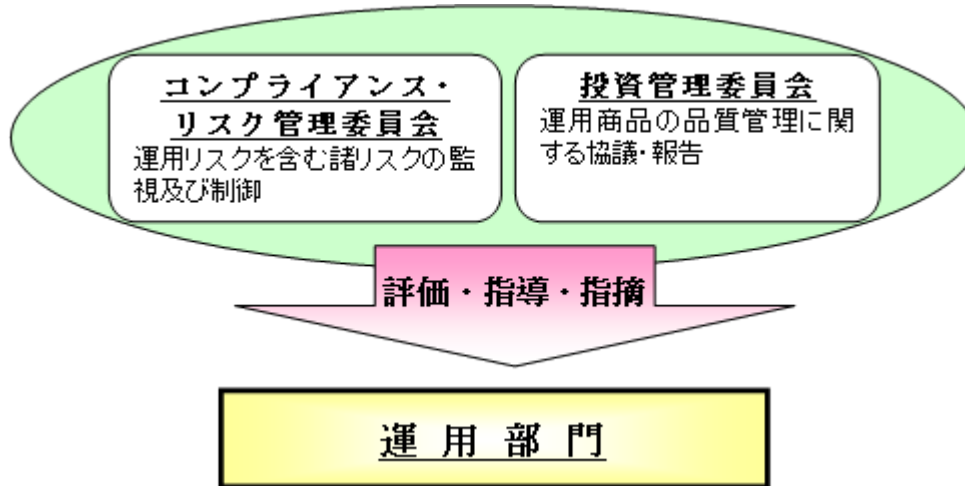 コンプライアンス・
リスク管理委員会
運用リスクを含む諸リスクの監
視及び制御
投資管理委員会
運用商品の品質管理に関
する協議・報告
評価・指導・指摘
運用部門